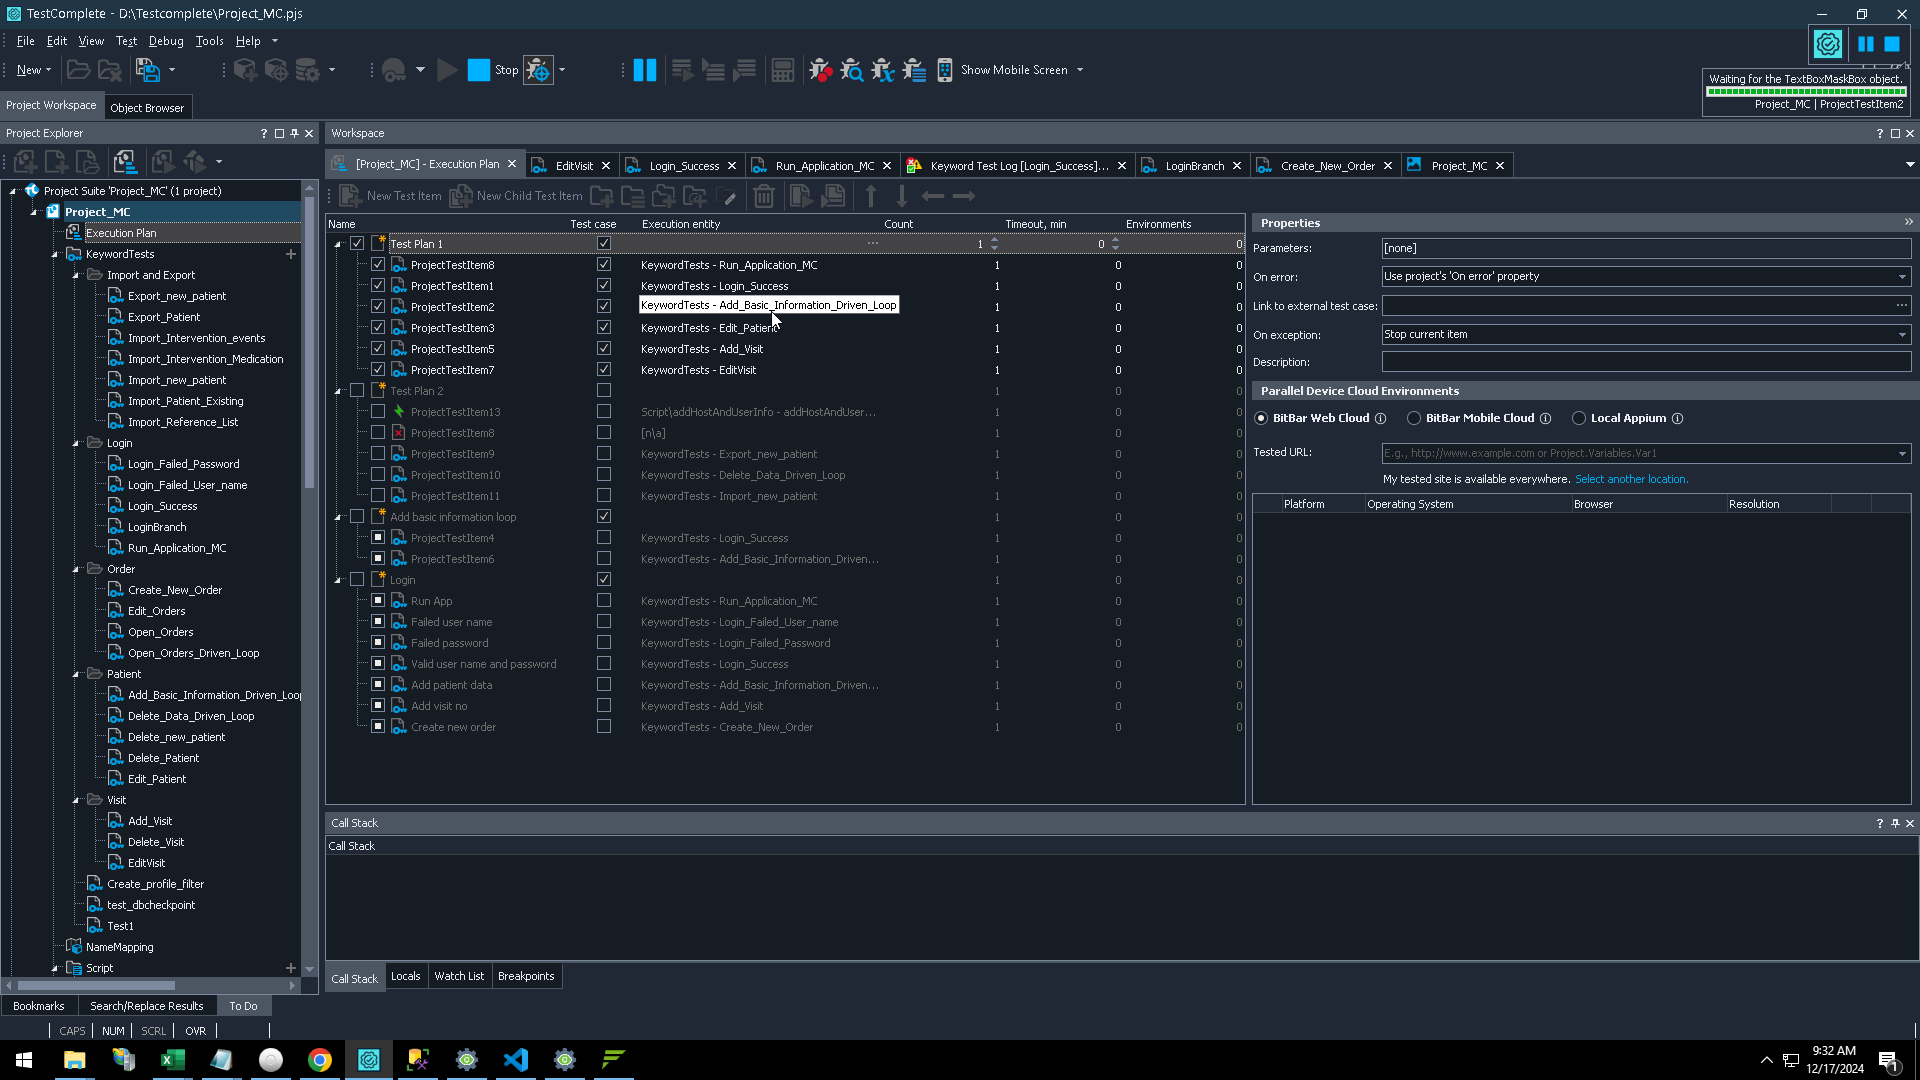 TestComplete - D:\Testcomplete\Project_MC.pjs
File Edit View Test Debug Tools Help
New Stop Show Mobile Screen
Waiting for the TextBoxMaskBox object.
Project_MC | ProjectTestItem2
Project Workspace Object Browser
Project Explorer ?
Workspace ?
[Project_MC] - Execution Plan EditVisit Login_Success Run_Application_MC Keyword Test Log [Login_Success]... LoginBranch Create_New_Order Project_MC
New Test Item New Child Test Item
Project Suite 'Project_MC' (1 project)
Project_MC
Execution Plan
KeywordTests
Import and Export
Export_new_patient
Export_Patient
Import_Intervention_events
Import_Intervention_Medication
Import_new_patient
Import_Patient_Existing
Import_Reference_List
Login
Login_Failed_Password
Login_Failed_User_name
Login_Success
LoginBranch
Run_Application_MC
Order
Create_New_Order
Edit_Orders
Open_Orders
Open_Orders_Driven_Loop
Patient
Add_Basic_Information_Driven_Loop
Delete_Data_Driven_Loop
Delete_new_patient
Delete_Patient
Edit_Patient
Visit
Add_Visit
Delete_Visit
EditVisit
Create_profile_filter
test_dbcheckpoint
Test1
NameMapping
Script
Name Test case Execution entity Count Timeout, min Environments
Test Plan 1 ... 1 0 0
ProjectTestItem8 KeywordTests - Run_Application_MC 1 0 0
ProjectTestItem1 KeywordTests - Login_Success 1 0 0
ProjectTestItem2 KeywordTests - Add_Basic_Information_Driven_Loop 1 0 0
ProjectTestItem3 KeywordTests - Edit_Patient 1 0 0
ProjectTestItem5 KeywordTests - Add_Visit 1 0 0
ProjectTestItem7 KeywordTests - EditVisit 1 0 0
Test Plan 2 1 0 0
ProjectTestItem13 Script\addHostAndUserInfo - addHostAndUser... 1 0 0
ProjectTestItem8 [n\a] 1 0 0
ProjectTestItem9 KeywordTests - Export_new_patient 1 0 0
ProjectTestItem10 KeywordTests - Delete_Data_Driven_Loop 1 0 0
ProjectTestItem11 KeywordTests - Import_new_patient 1 0 0
Add basic information loop 1 0 0
ProjectTestItem4 KeywordTests - Login_Success 1 0 0
ProjectTestItem6 KeywordTests - Add_Basic_Information_Driven... 1 0 0
Login 1 0 0
Run App KeywordTests - Run_Application_MC 1 0 0
Failed user name KeywordTests - Login_Failed_User_name 1 0 0
Failed password KeywordTests - Login_Failed_Password 1 0 0
Valid user name and password KeywordTests - Login_Success 1 0 0
Add patient data KeywordTests - Add_Basic_Information_Driven... 1 0 0
Add visit no KeywordTests - Add_Visit 1 0 0
Create new order KeywordTests - Create_New_Order 1 0 0
Properties
Parameters: [none]
On error: Use project's 'On error' property
Link to external test case: ...
On exception: Stop current item
Description:
Parallel Device Cloud Environments
BitBar Web Cloud BitBar Mobile Cloud Local Appium
Tested URL: E.g., http://www.example.com or Project.Variables.Var1
My tested site is available everywhere. Select another location.
Platform Operating System Browser Resolution
Call Stack ?
Call Stack
Call Stack Locals Watch List Breakpoints
Bookmarks Search/Replace Results To Do
CAPS NUM SCRL OVR
9:32 AM
12/17/2024
1